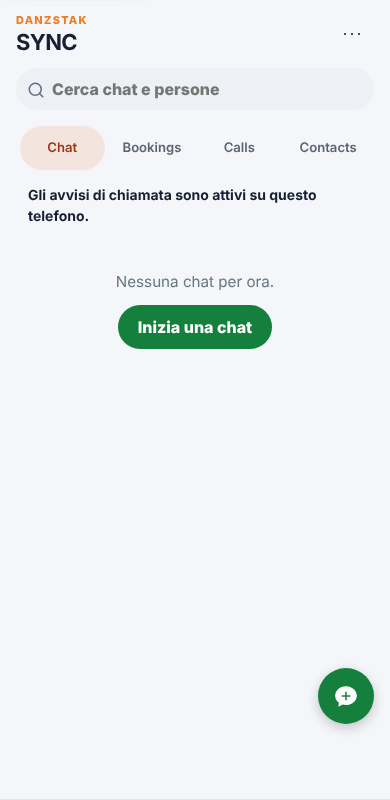 DANZSTAK
SYNC
...
Cerca chat e persone
Chat
Bookings
Calls
Contacts
Gli avvisi di chiamata sono attivi su questo
telefono.
Nessuna chat per ora.
Inizia una chat